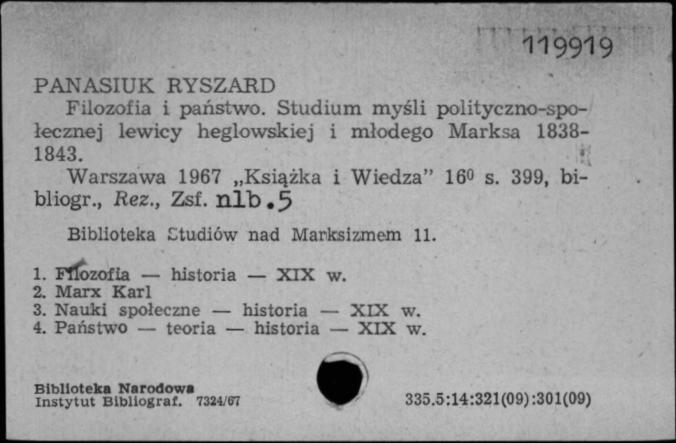 119919
PANASIUK RYSZARD
Filozofia i państwo. Studium myśli polityczno-spo-
łecznej lewicy heglowskiej i młodego Marksa 1838-
1843.
Warszawa 1967 „Książka i Wiedza” 16⁰ s. 399, bi-
bliogr., Rez., Zsf. nlb.5
Biblioteka Studiów nad Marksizmem 11.
1. Filozofia — historia — XIX w.
2. Marx Karl
3. Nauki społeczne — historia — XIX w.
4. Państwo — teoria — historia — XIX w.
Biblioteka Narodowa
Instytut Bibliograf. 7324/67
335.5:14:321(09):301(09)